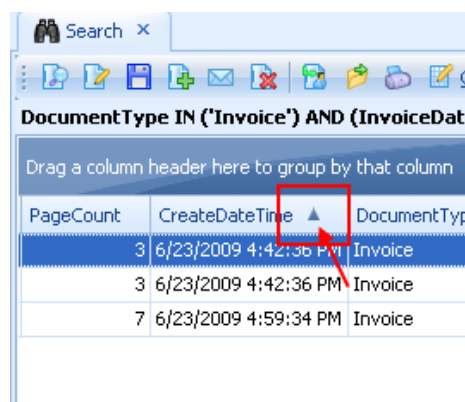 Search
DocumentType IN ('Invoice') AND (InvoiceDat
Drag a column header here to group by that column
PageCount CreateDateTime DocumentTyp
3 6/23/2009 4:42:36 PM Invoice
3 6/23/2009 4:42:36 PM Invoice
7 6/23/2009 4:59:34 PM Invoice